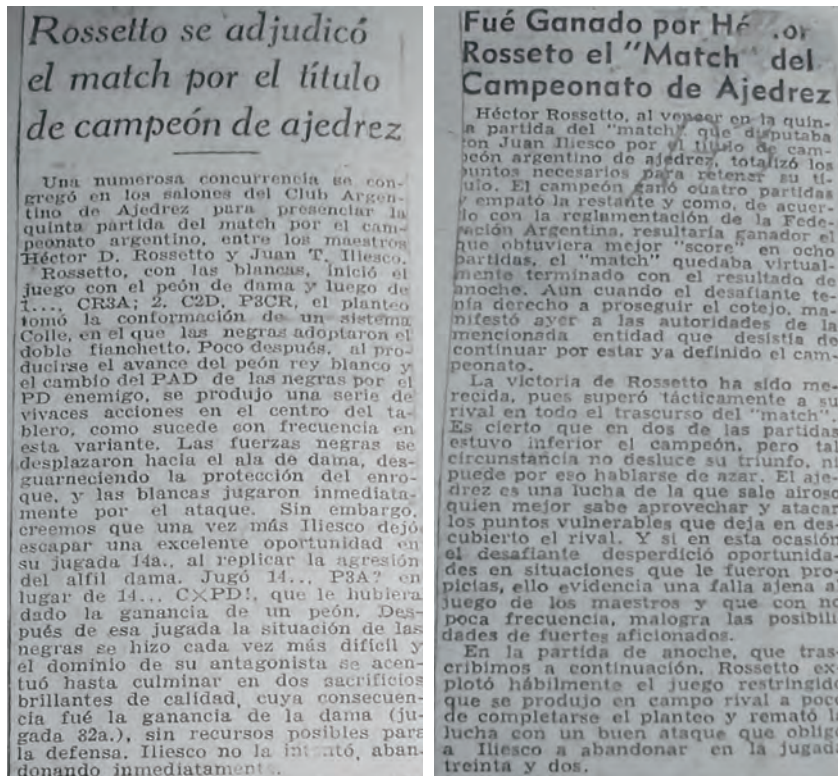 Rossetto se adjudicó
el match por el título
de campeón de ajedrez
Una numerosa concurrencia se con-
gregó en los salones del Club Argen-
tino de Ajedrez para presenciar la
quinta partida del match por el cam-
peonato argentino, entre los maestros
Héctor D. Rossetto y Juan T. Iliesco.
Rossetto, con las blancas, inició el
juego con el peón de dama y luego de
1..., CR3A; 2. C2D, P3CR, el planteo
tomó la conformación de un sistema
Colle, en el que las negras adoptaron el
doble fianchetto. Poco después, al pro-
ducirse el avance del peón rey blanco y
el cambio del PAD de las negras por el
PD enemigo, se produjo una serie de
vivaces acciones en el centro del ta-
blero, como sucede con frecuencia en
esta variante. Las fuerzas negras se
desplazaron hacia el ala de dama, des-
guarneciendo la protección del enro-
que, y las blancas jugaron inmediata-
mente por el ataque. Sin embargo,
creemos que una vez más Iliesco dejó
escapar una excelente oportunidad en
su jugada 14a., al replicar la agresión
del alfil dama. Jugó 14... P3A? en
lugar de 14... CXPD!, que le hubiera
dado la ganancia de un peón. Des-
pués de esa jugada la situación de las
negras se hizo cada vez más difícil y
el dominio de su antagonista se acen-
tuó hasta culminar en dos sacrificios
brillantes de calidad, cuya consecuen-
cia fué la ganancia de la dama (ju-
gada 32a.), sin recursos posibles para
la defensa. Iliesco no la aban-
donando
Fué Ganado por
Rosseto el "Match" del
Campeonato de Ajedrez
Héctor Rossetto, al vencer en la quin-
a partida del "match" que disputaba
on Juan Iliesco por el título de cam-
eón argentino de ajedrez, totalizó los
untos necesarios para retener su tí-
ulo. El campeón ganó cuatro partidas
y empató la restante y como, de acuer-
lo con la reglamentación de la Fede-
ación Argentina, resultaría ganador el
que obtuviera mejor "score" en ocho
partidas, el "match" quedaba virtual-
mente terminado con el resultado de
anoche. Aun cuando el desafiante te-
nía derecho a proseguir el cotejo, ma-
nifestó ayer a las autoridades de la
mencionada entidad que desistía de
continuar por estar ya definido el cam-
peonato.
La victoria de Rossetto ha sido me-
recida, pues superó tácticamente a su
rival en todo el trascurso del "match".
Es cierto que en dos de las partidas
estuvo inferior el campeón, pero tal
circunstancia no desluce su triunfo, ni
puede por eso hablarse de azar. El aje-
drez es una lucha de la que sale airos
quien mejor sabe aprovechar y atacar
los puntos vulnerables que deja en des-
cubierto el rival. Y si en esta ocasión
el desafiante desperdició oportunida-
des en situaciones que le fueron pro-
picias, ello evidencia una falla ajena a
juego de los maestros y que con no
poca frecuencia, malogra las posibili
dades de fuertes aficionados.
En la partida de anoche, que tras-
cribimos a continuación, Rossetto ex-
plotó hábilmente el juego restringido
que se produjo en campo rival a poco
de completarse el planteo y remató la
lucha con un buen ataque que obligó
a Iliesco a abandonar en la jugada
treinta y dos.